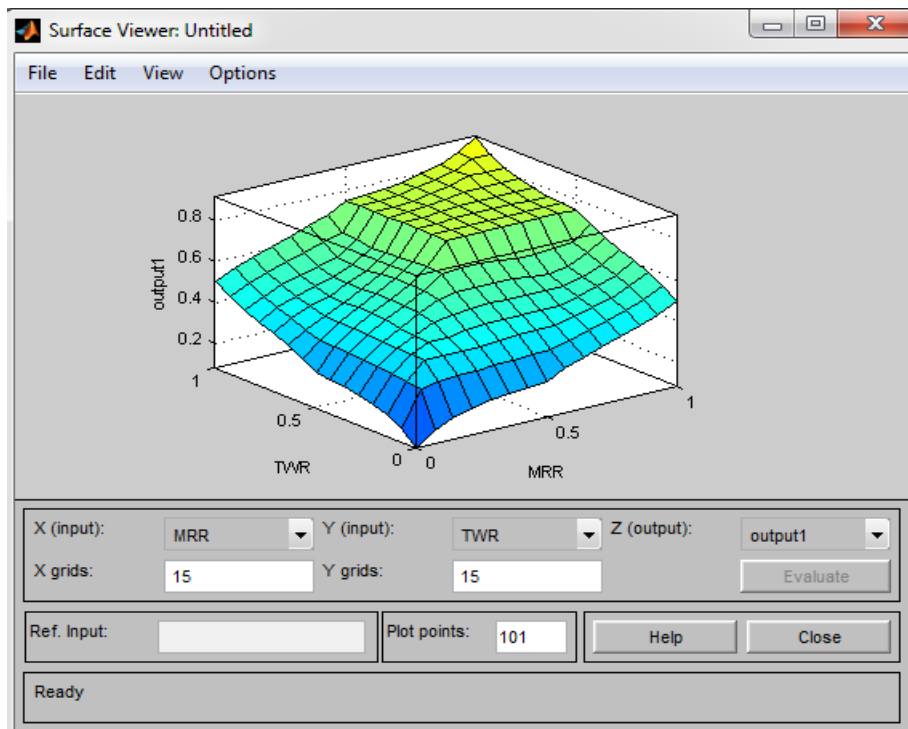 Surface Viewer: Untitled
File Edit View Options
0.8
0.6
0.4
0.2
output1
1
0.5
0
TWR
0
0.5
1
MRR
X (input): MRR Y (input): TWR Z (output): output1
X grids: 15 Y grids: 15 Evaluate
Ref. Input: Plot points: 101 Help Close
Ready